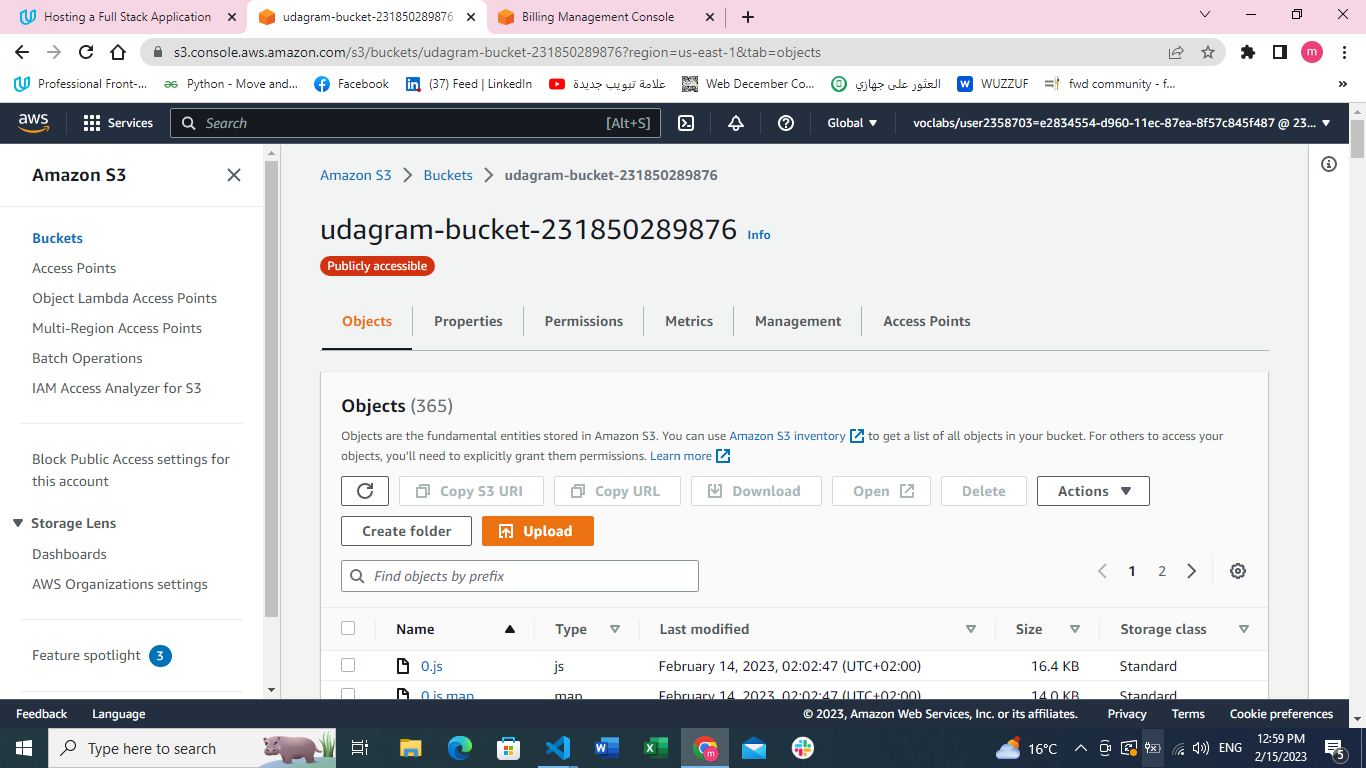 Hosting a Full Stack Application
udagram-bucket-231850289876
Billing Management Console
s3.console.aws.amazon.com/s3/buckets/udagram-bucket-231850289876?region=us-east-1&tab=objects
m
Professional Front-... Python - Move and... Facebook (37) Feed | LinkedIn علامة تبويب جديدة Web December Co... العثور على جهازي WUZZUF fwd community - f... »
aws Services Search [Alt+S] Global voclabs/user2358703=e2834554-d960-11ec-87ea-8f57c845f487 @ 23...
Amazon S3
Buckets
Access Points
Object Lambda Access Points
Multi-Region Access Points
Batch Operations
IAM Access Analyzer for S3
Block Public Access settings for
this account
Storage Lens
Dashboards
AWS Organizations settings
Feature spotlight 3
Amazon S3 > Buckets > udagram-bucket-231850289876
udagram-bucket-231850289876 Info
Publicly accessible
Objects Properties Permissions Metrics Management Access Points
Objects (365)
Objects are the fundamental entities stored in Amazon S3. You can use Amazon S3 inventory to get a list of all objects in your bucket. For others to access your
objects, you'll need to explicitly grant them permissions. Learn more
Copy S3 URI Copy URL Download Open Delete Actions
Create folder Upload
Find objects by prefix
1 2
Name Type Last modified Size Storage class
0.js js February 14, 2023, 02:02:47 (UTC+02:00) 16.4 KB Standard
0.js.map map February 14, 2023, 02:02:47 (UTC+02:00) 14.0 KB Standard
Feedback Language © 2023, Amazon Web Services, Inc. or its affiliates. Privacy Terms Cookie preferences
Type here to search
16°C
ENG
12:59 PM
2/15/2023
5